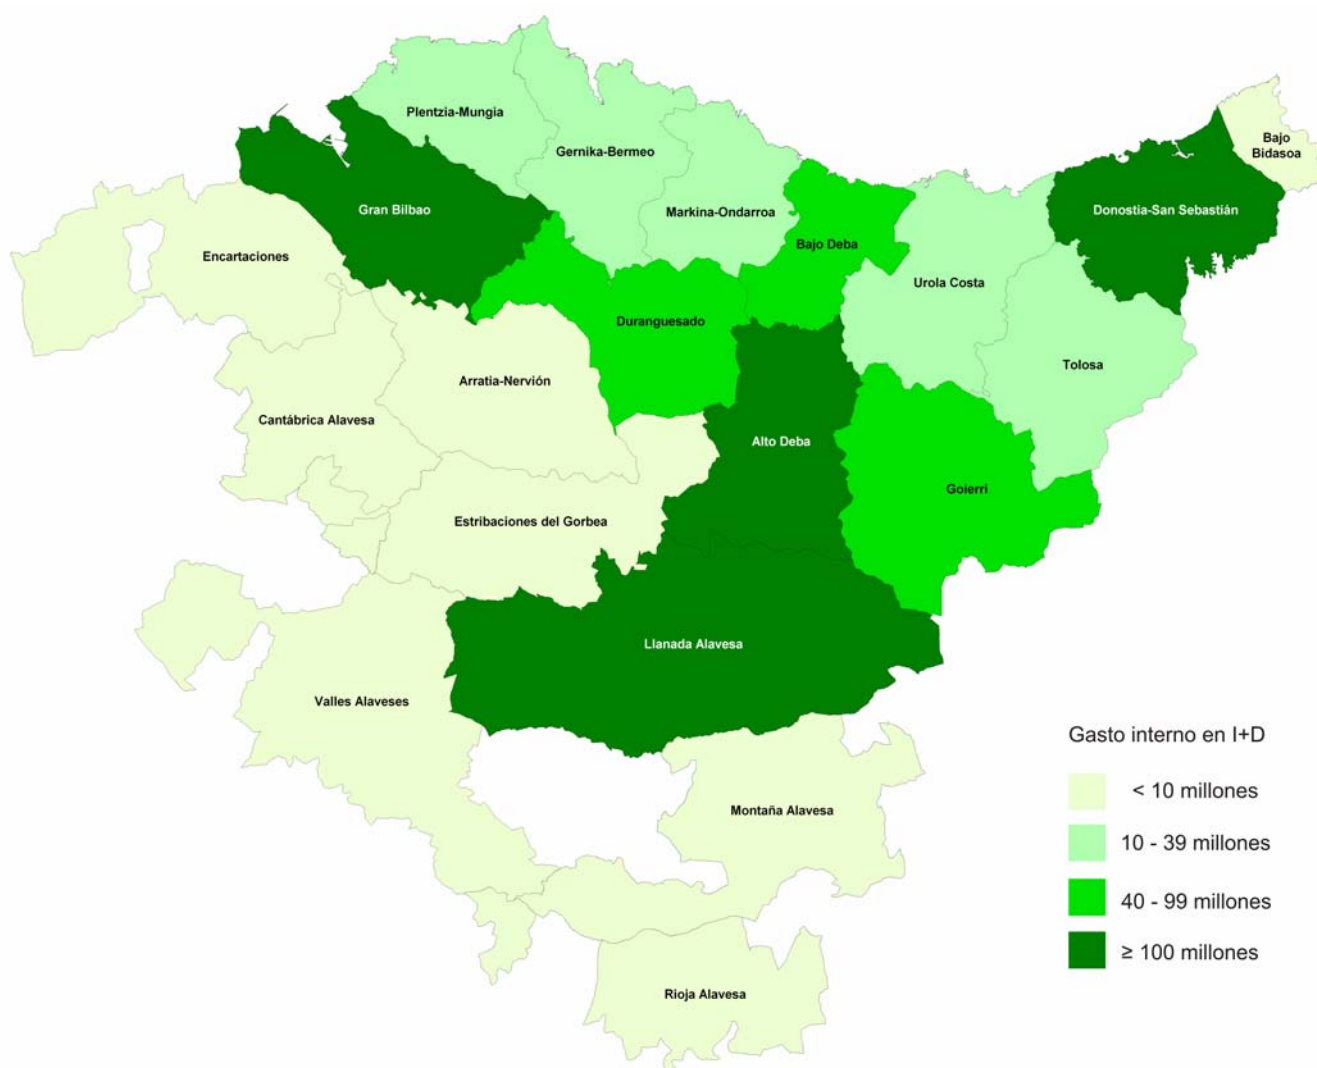 Plentzia-Mungia
Gernika-Bermeo
Bajo
Bidasoa
Gran Bilbao
Markina-Ondarroa
Donostia-San Sebastián
Bajo Deba
Encartaciones
Urola Costa
Duranguesado
Tolosa
Arratia-Nervión
Cantábrica Alavesa
Alto Deba
Goierri
Estribaciones del Gorbea
Llanada Alavesa
Valles Alaveses
Montaña Alavesa
Rioja Alavesa
Gasto interno en I+D
< 10 millones
10 - 39 millones
40 - 99 millones
≥ 100 millones